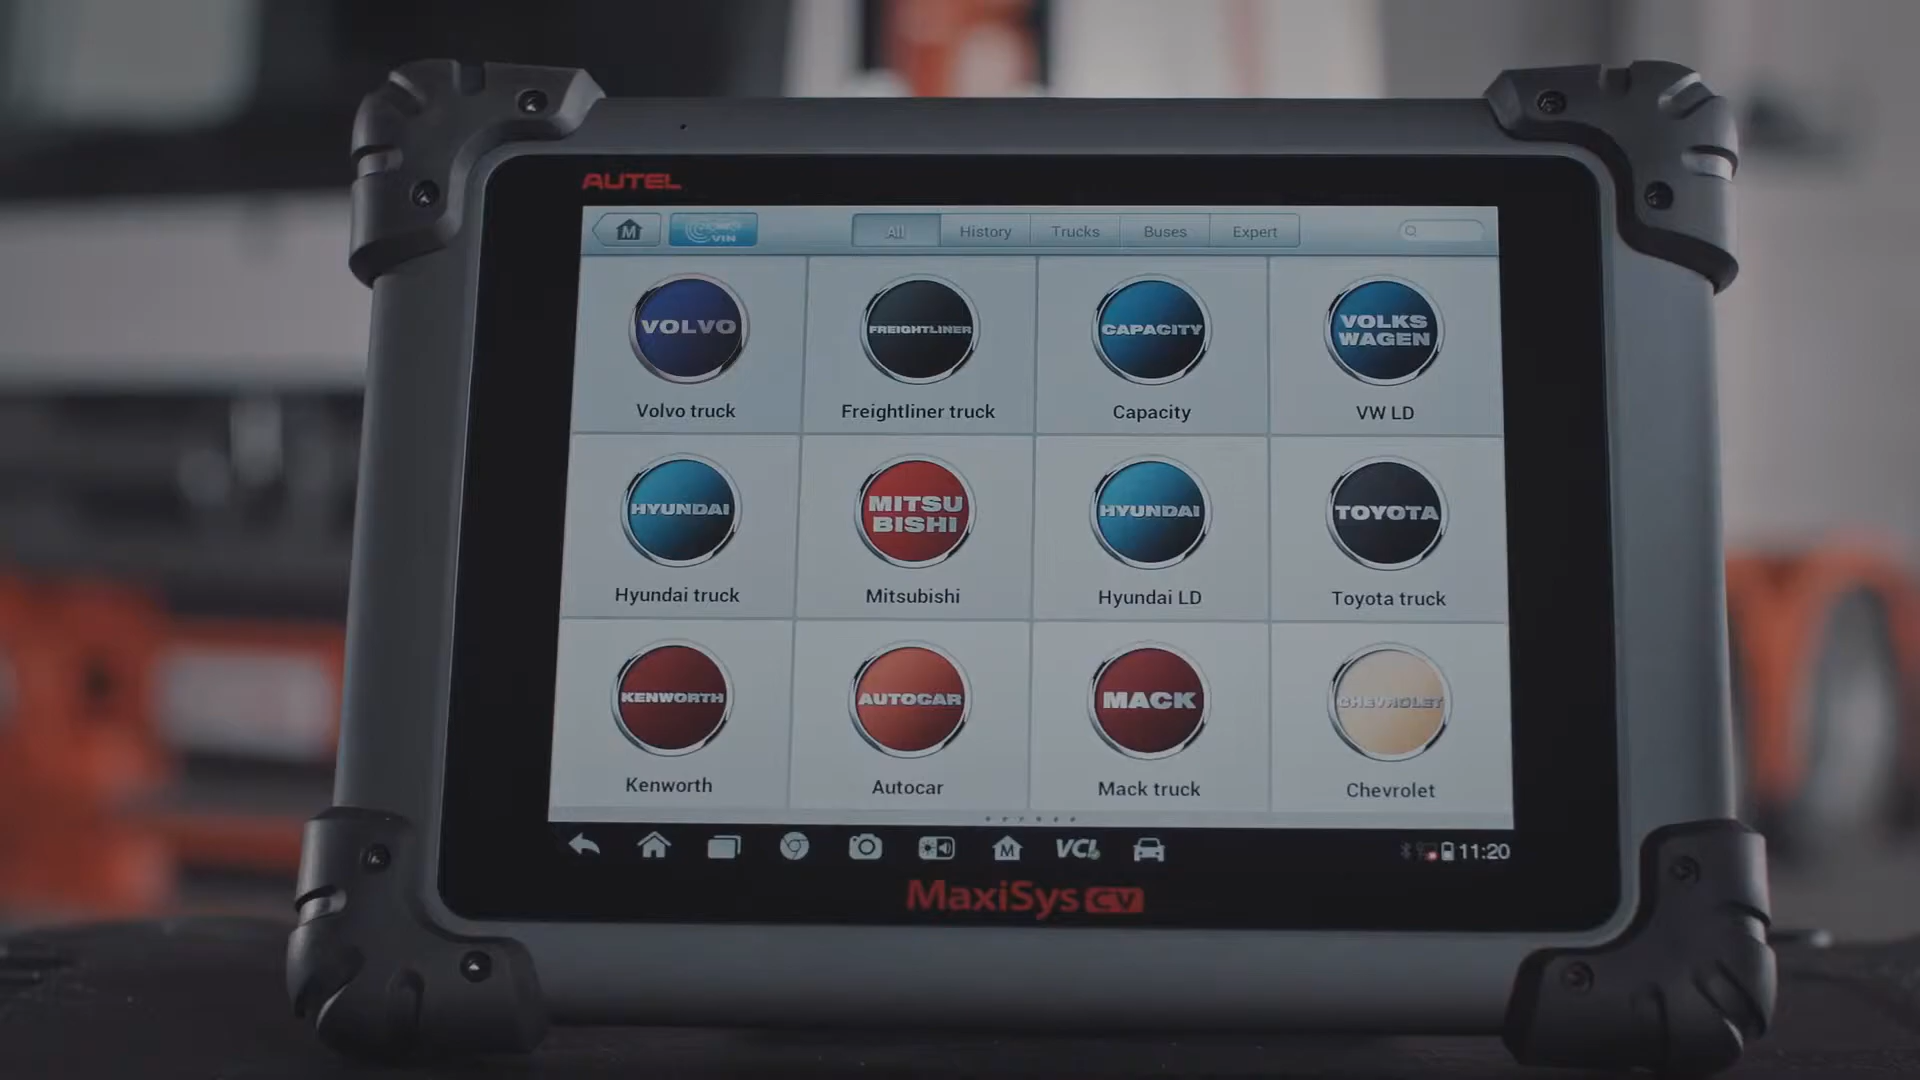 AUTEL
M VIN All History Trucks Buses Expert
VOLVO FREIGHTLINER CAPACITY VOLKS
WAGEN
Volvo truck Freightliner truck Capacity VW LD
HYUNDAI MITSU
BISHI HYUNDAI TOYOTA
Hyundai truck Mitsubishi Hyundai LD Toyota truck
KENWORTH AUTOCAR MACK CHEVROLET
Kenworth Autocar Mack truck Chevrolet
M VCI 11:20
MaxiSys CV